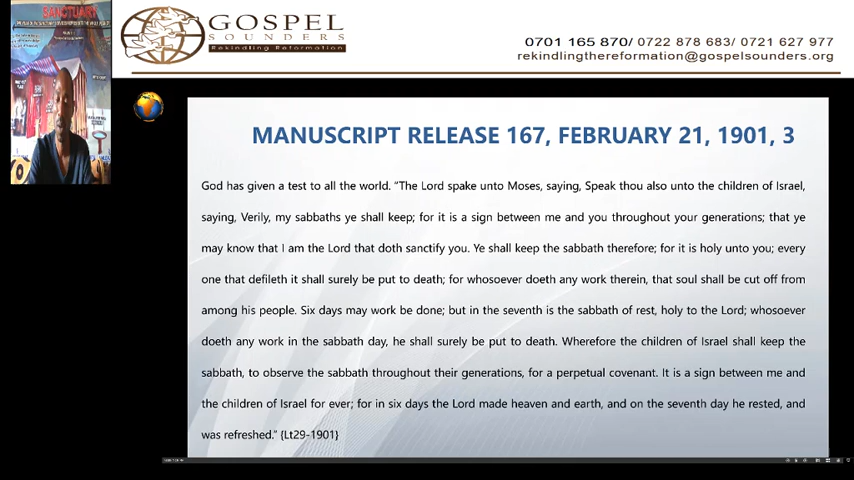 SANCTUARY
GOSPEL
SOUNDERS
Rekindling Reformation
0701 165 870/ 0722 878 683/ 0721 627 977
rekindlingthereformation@gospelsounders.org
MANUSCRIPT RELEASE 167, FEBRUARY 21, 1901, 3
God has given a test to all the world. “The Lord spake unto Moses, saying, Speak thou also unto the children of Israel,
saying, Verily, my sabbaths ye shall keep; for it is a sign between me and you throughout your generations; that ye
may know that I am the Lord that doth sanctify you. Ye shall keep the sabbath therefore; for it is holy unto you; every
one that defileth it shall surely be put to death; for whosoever doeth any work therein, that soul shall be cut off from
among his people. Six days may work be done; but in the seventh is the sabbath of rest, holy to the Lord; whosoever
doeth any work in the sabbath day, he shall surely be put to death. Wherefore the children of Israel shall keep the
sabbath, to observe the sabbath throughout their generations, for a perpetual covenant. It is a sign between me and
the children of Israel for ever; for in six days the Lord made heaven and earth, and on the seventh day he rested, and
was refreshed.” {Lt29-1901}